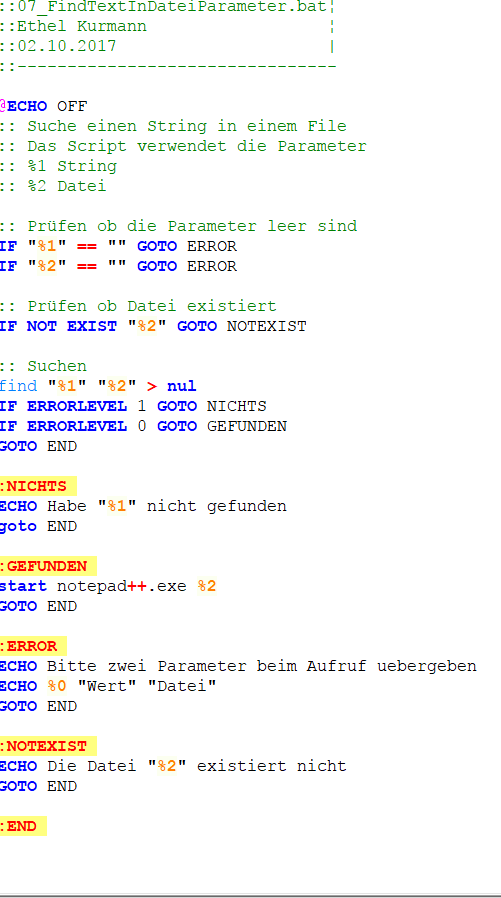 ::07_FindTextInDateiParameter.bat¦
::Ethel Kurmann ¦
::02.10.2017 |
::--------------------------------
@ECHO OFF
:: Suche einen String in einem File
:: Das Script verwendet die Parameter
:: %1 String
:: %2 Datei
:: Prüfen ob die Parameter leer sind
IF "%1" == "" GOTO ERROR
IF "%2" == "" GOTO ERROR
:: Prüfen ob Datei existiert
IF NOT EXIST "%2" GOTO NOTEXIST
:: Suchen
find "%1" "%2" > nul
IF ERRORLEVEL 1 GOTO NICHTS
IF ERRORLEVEL 0 GOTO GEFUNDEN
GOTO END
:NICHTS
ECHO Habe "%1" nicht gefunden
goto END
:GEFUNDEN
start notepad++.exe %2
GOTO END
:ERROR
ECHO Bitte zwei Parameter beim Aufruf uebergeben
ECHO %0 "Wert" "Datei"
GOTO END
:NOTEXIST
ECHO Die Datei "%2" existiert nicht
GOTO END
:END